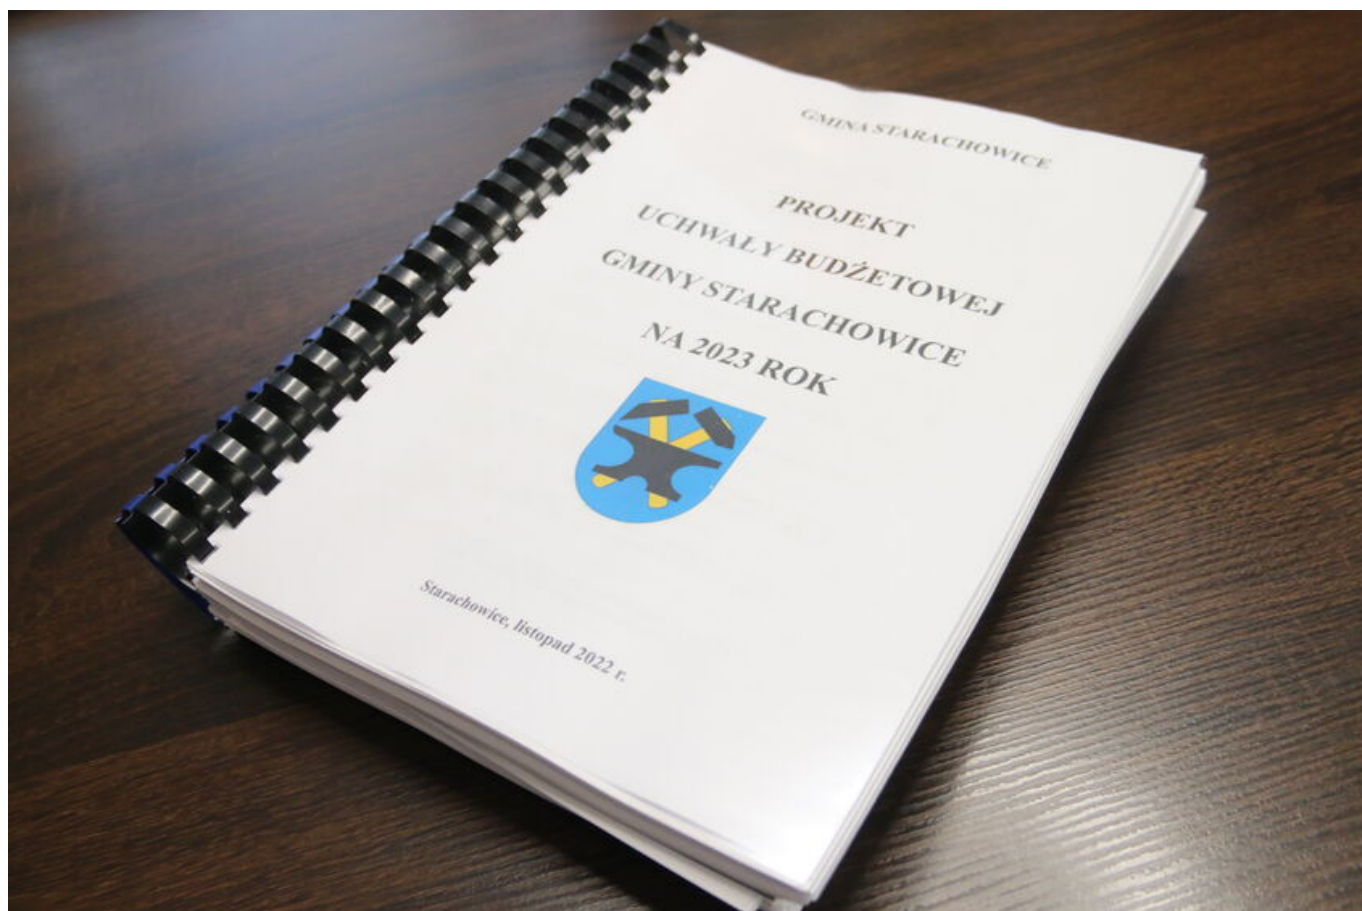 GMINA STARACHOWICE
PROJEKT
UCHWAŁY BUDŻETOWEJ
GMINY STARACHOWICE
NA 2023 ROK
Starachowice, listopad 2022 r.